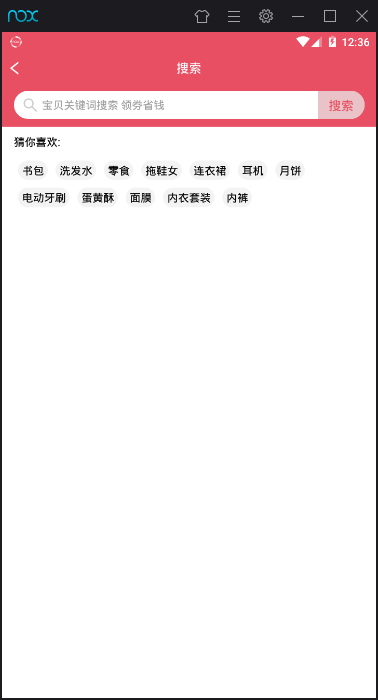 nox
12:36
搜索
宝贝关键词搜索 领券省钱 搜索
猜你喜欢:
书包 洗发水 零食 拖鞋女 连衣裙 耳机 月饼
电动牙刷 蛋黄酥 面膜 内衣套装 内裤